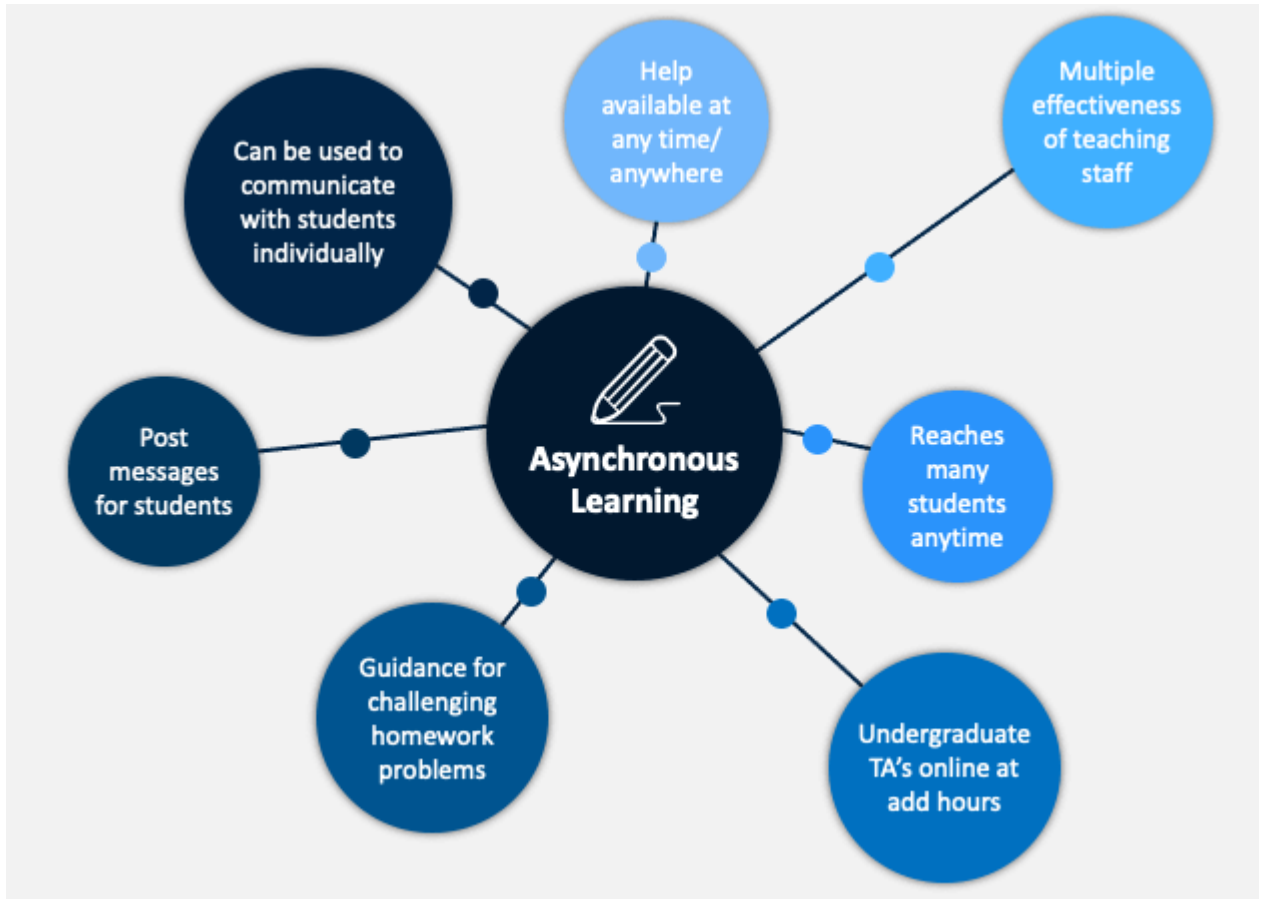 Help
available at
any time/
anywhere
Multiple
effectiveness
of teaching
staff
Can be used to
communicate
with students
individually
Asynchronous
Learning
Post
messages
for students
Reaches
many
students
anytime
Guidance for
challenging
homework
problems
Undergraduate
TA's online at
add hours